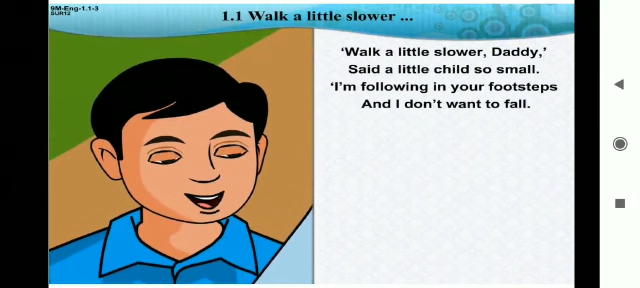 9M-Eng-1.1-3
SUR12
1.1 Walk a little slower ...
‘Walk a little slower, Daddy,’
Said a little child so small.
‘I’m following in your footsteps
And I don’t want to fall.